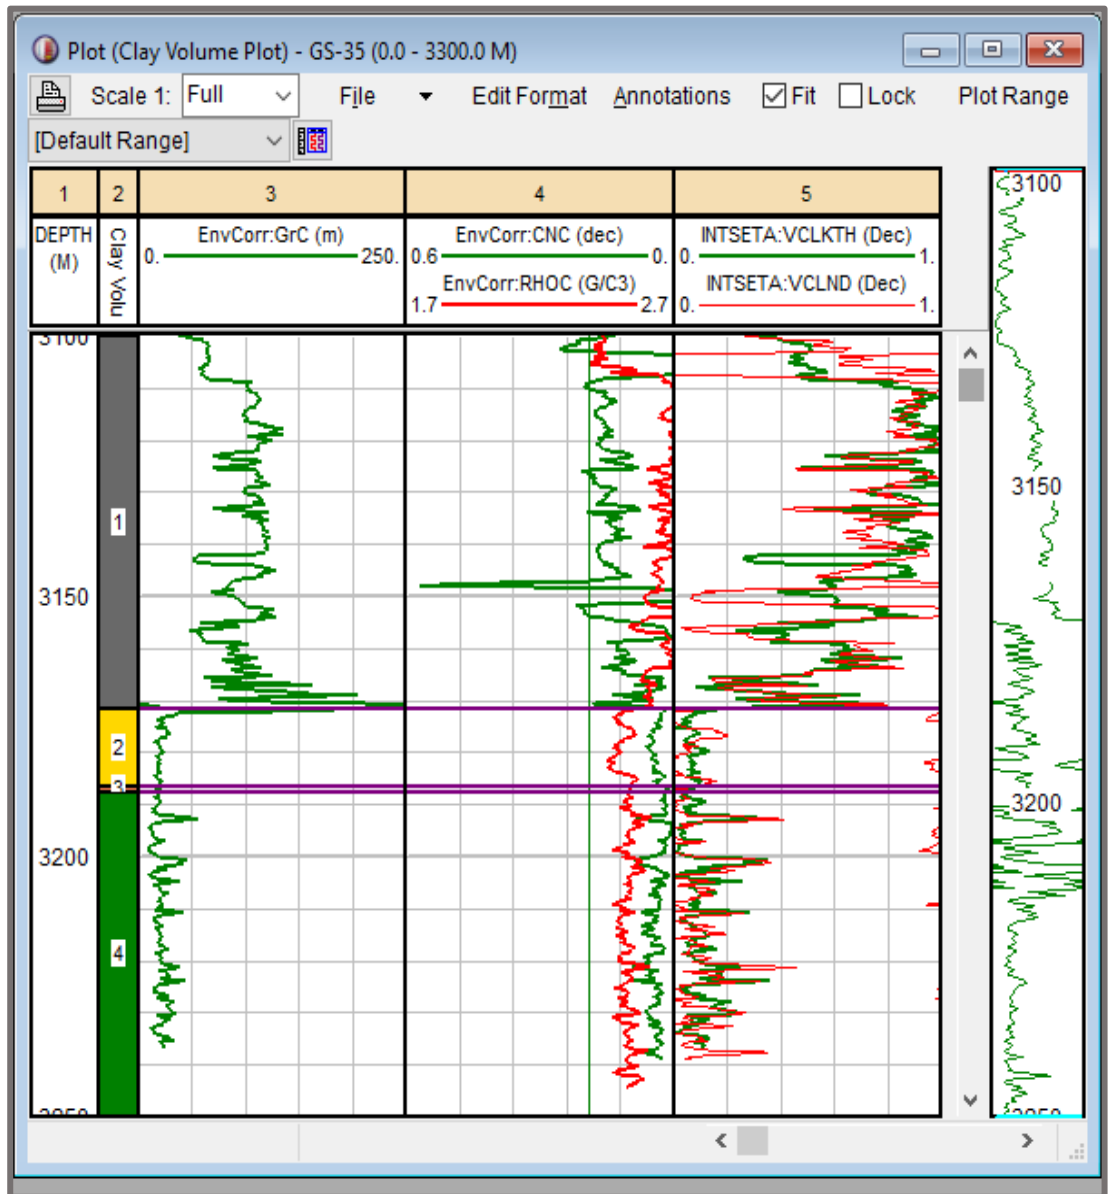 Plot (Clay Volume Plot) - GS-35 (0.0 - 3300.0 M)
Scale 1: Full File Edit Format Annotations Fit Lock Plot Range
[Default Range]
1 2 3 4 5
DEPTH (M)
Clay Volu
EnvCorr:GrC (m)
0. 250.
EnvCorr:CNC (dec)
0.6 0.
EnvCorr:RHOC (G/C3)
1.7 2.7
INTSETA:VCLKTH (Dec)
0. 1.
INTSETA:VCLND (Dec)
0. 1.
3100
1
3150
2
3
3200
4
3100
3150
3200